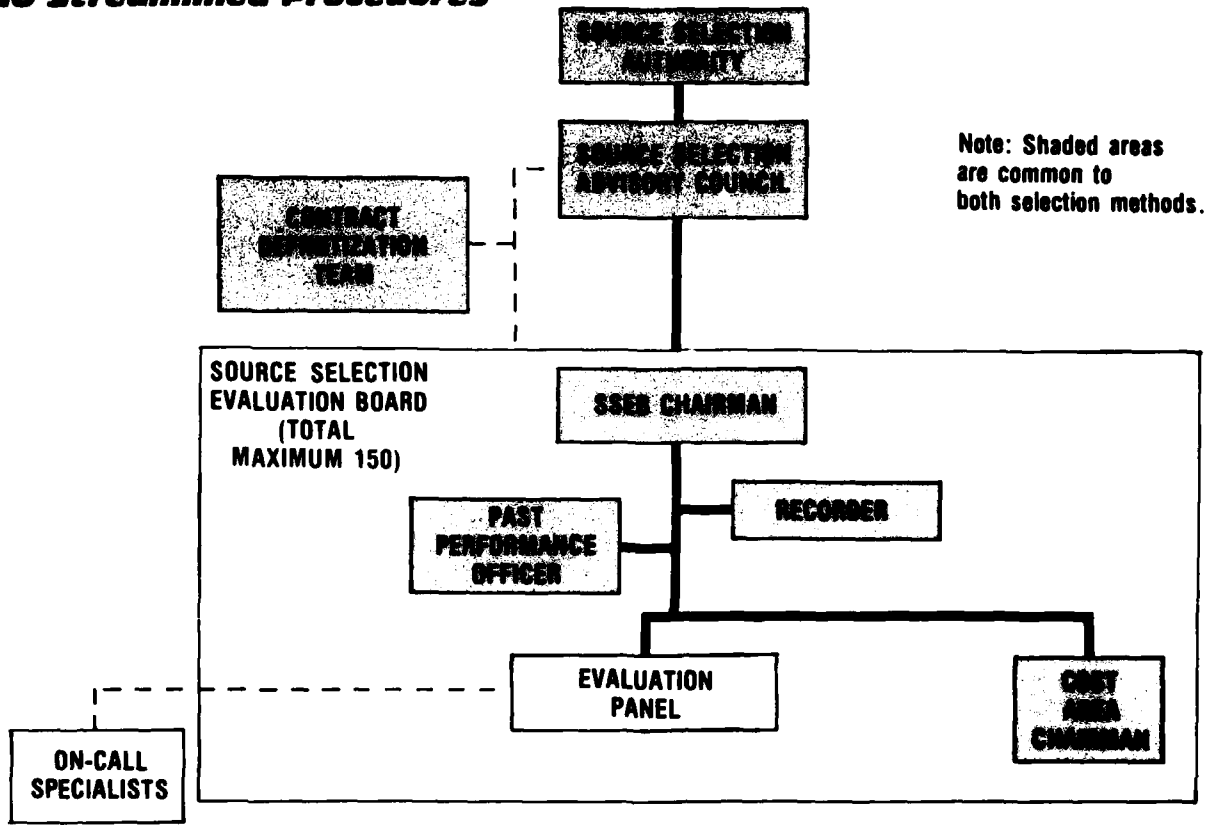 Streamlined Procedures
SOURCE SELECTION
AUTHORITY
SOURCE SELECTION
ADVISORY COUNCIL
Note: Shaded areas
are common to
both selection methods.
CONTRACT
DEFINITIZATION
TEAM
SOURCE SELECTION
EVALUATION BOARD
(TOTAL
MAXIMUM 150)
SSEB CHAIRMAN
RECORDER
PAST
PERFORMANCE
OFFICER
EVALUATION
PANEL
COST
AREA
CHAIRMAN
ON-CALL
SPECIALISTS